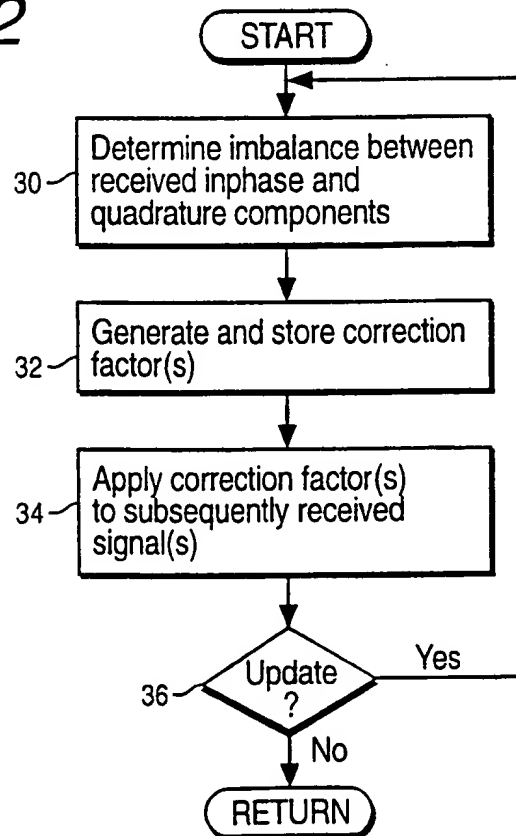 2
START
30
Determine imbalance between
received inphase and
quadrature components
32
Generate and store correction
factor(s)
34
Apply correction factor(s)
to subsequently received
signal(s)
36
Update
?
Yes
No
RETURN